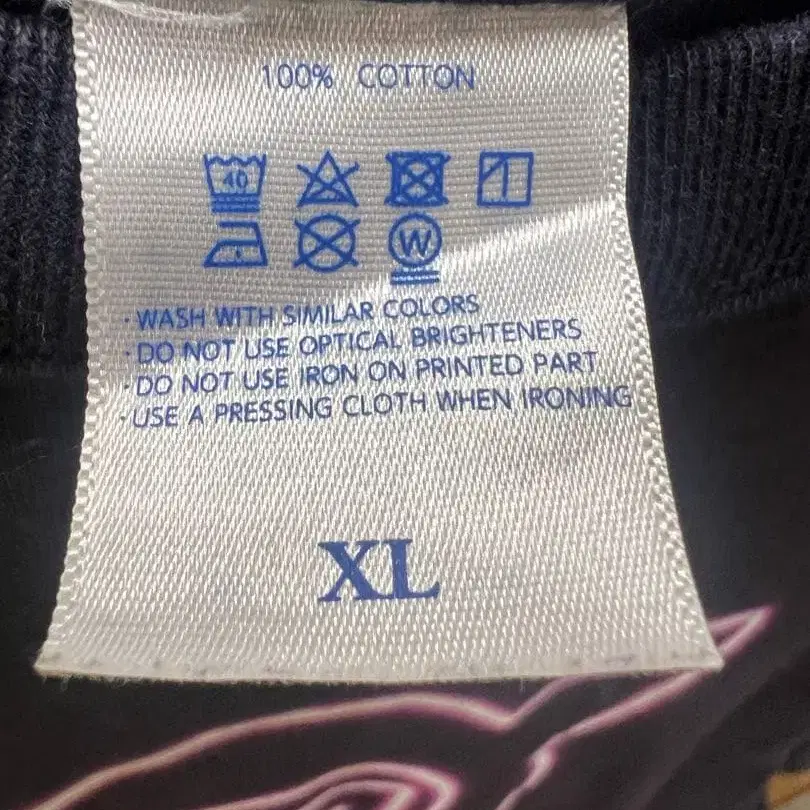 100% COTTON
40
W
· WASH WITH SIMILAR COLORS
· DO NOT USE OPTICAL BRIGHTENERS
· DO NOT USE IRON ON PRINTED PART
· USE A PRESSING CLOTH WHEN IRONING
XL